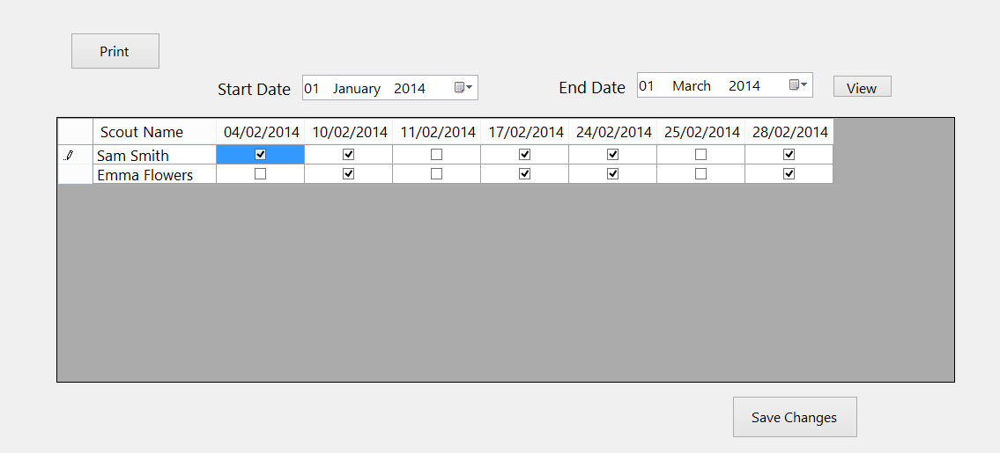 Print
Start Date 01 January 2014 End Date 01 March 2014 View
Scout Name 04/02/2014 10/02/2014 11/02/2014 17/02/2014 24/02/2014 25/02/2014 28/02/2014
Sam Smith
Emma Flowers
Save Changes